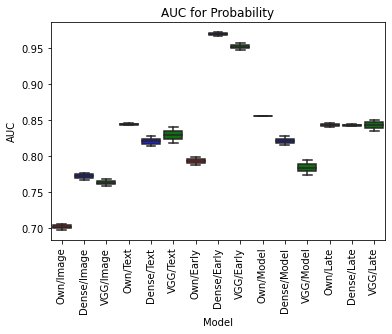 AUC for Probability
AUC
0.95
0.90
0.85
0.80
0.75
0.70
Own/Image
Dense/Image
VGG/Image
Own/Text
Dense/Text
VGG/Text
Own/Early
Dense/Early
VGG/Early
Own/Model
Dense/Model
VGG/Model
Own/Late
Dense/Late
VGG/Late
Model